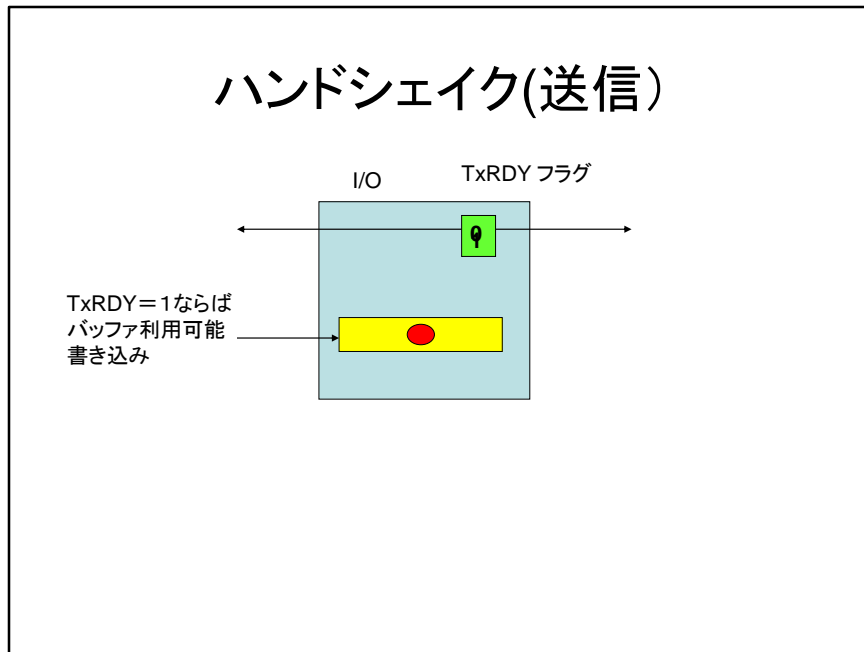 ハンドシェイク(送信）
I/O
TxRDY フラグ
TxRDY＝１ならば
バッファ利用可能
書き込み